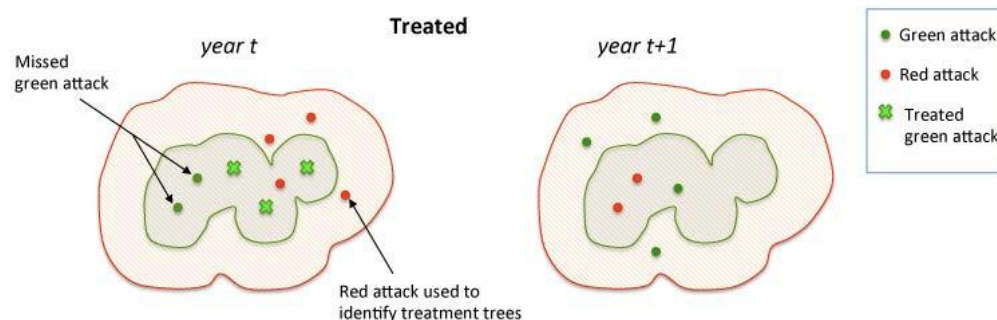 Treated
year t
year t+1
Missed
green attack
Red attack used to
identify treatment trees
Green attack
Red attack
Treated
green attack